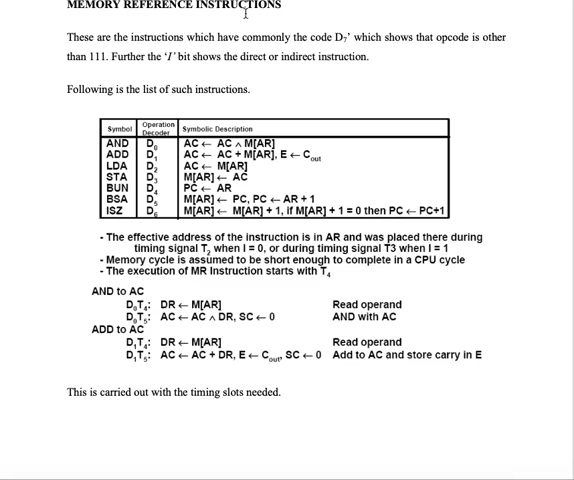 MEMORY REFERENCE INSTRUCTIONS
These are the instructions which have commonly the code D₇’ which shows that opcode is other
than 111. Further the ‘I’ bit shows the direct or indirect instruction.
Following is the list of such instructions.
Symbol Operation Decoder Symbolic Description
AND D₀ AC ← AC ∧ M[AR]
ADD D₁ AC ← AC + M[AR], E ← Cout
LDA D₂ AC ← M[AR]
STA D₃ M[AR] ← AC
BUN D₄ PC ← AR
BSA D₅ M[AR] ← PC, PC ← AR + 1
ISZ D₆ M[AR] ← M[AR] + 1, if M[AR] + 1 = 0 then PC ← PC+1
- The effective address of the instruction is in AR and was placed there during
timing signal T₂ when I = 0, or during timing signal T3 when I = 1
- Memory cycle is assumed to be short enough to complete in a CPU cycle
- The execution of MR Instruction starts with T₄
AND to AC
D₀T₄: DR ← M[AR] Read operand
D₀T₅: AC ← AC ∧ DR, SC ← 0 AND with AC
ADD to AC
D₁T₄: DR ← M[AR] Read operand
D₁T₅: AC ← AC + DR, E ← Cout, SC ← 0 Add to AC and store carry in E
This is carried out with the timing slots needed.